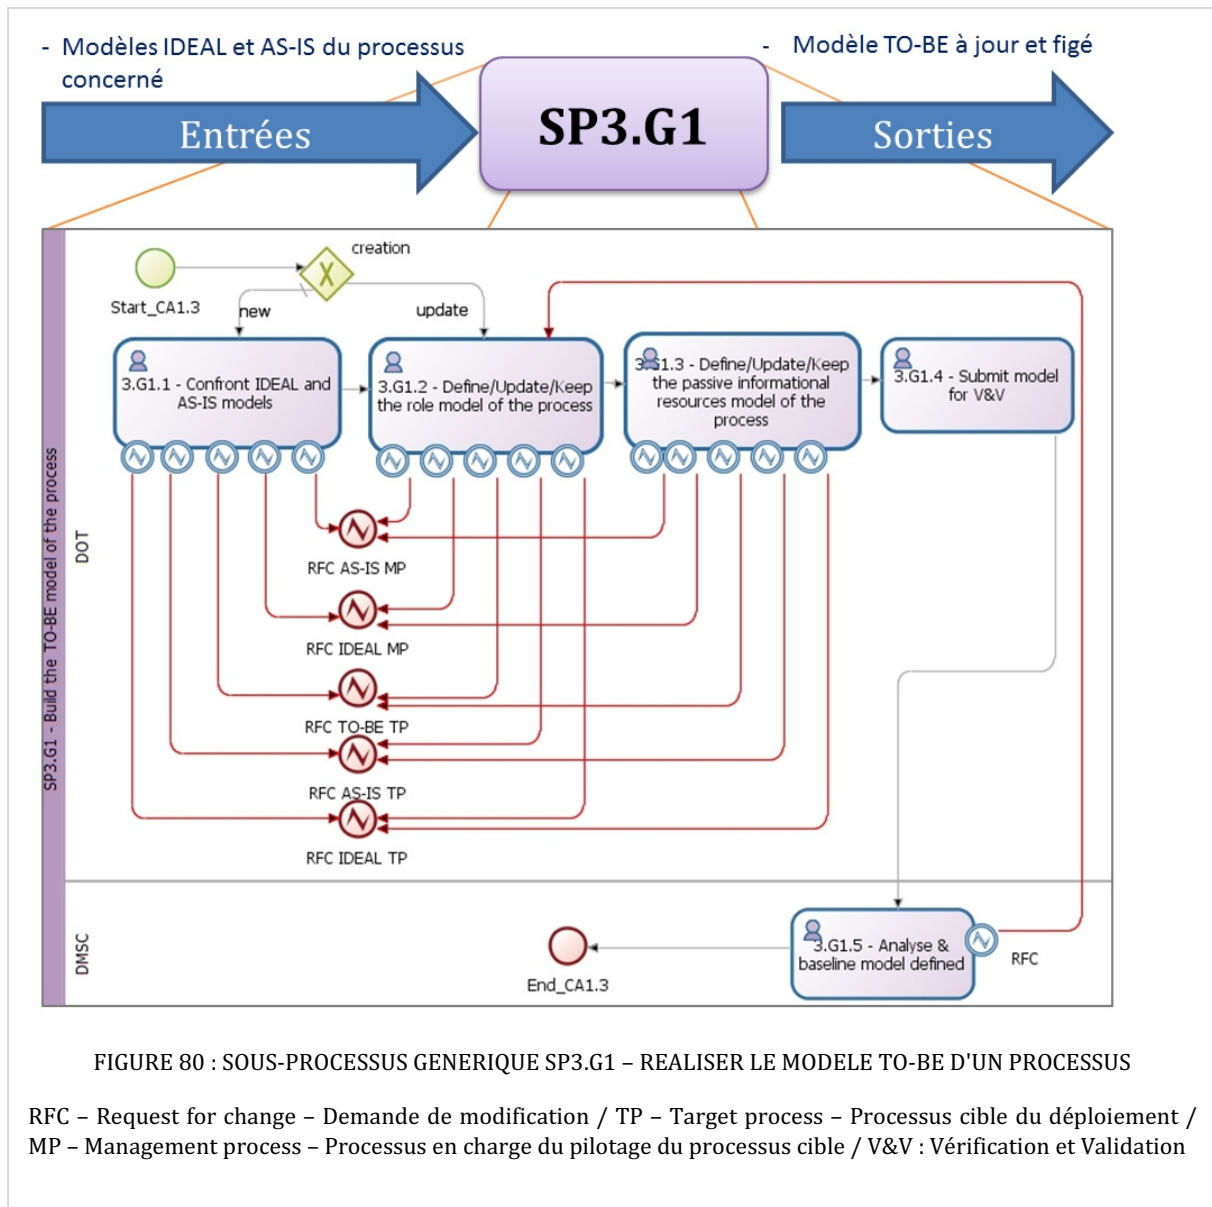 - Modèles IDEAL et AS-IS du processus
concerné
- Modèle TO-BE à jour et figé
Entrées
SP3.G1
Sorties
SP3.G1 - Build the TO-BE model of the process
DOT
creation
Start_CA1.3
new
update
3.G1.1 - Confront IDEAL and
AS-IS models
3.G1.2 - Define/Update/Keep
the role model of the process
3.G1.3 - Define/Update/Keep
the passive informational
resources model of the
process
3.G1.4 - Submit model
for V&V
RFC AS-IS MP
RFC IDEAL MP
RFC TO-BE TP
RFC AS-IS TP
RFC IDEAL TP
DMSC
End_CA1.3
3.G1.5 - Analyse &
baseline model defined
RFC
FIGURE 80 : SOUS-PROCESSUS GENERIQUE SP3.G1 – REALISER LE MODELE TO-BE D'UN PROCESSUS
RFC – Request for change – Demande de modification / TP – Target process – Processus cible du déploiement /
MP – Management process – Processus en charge du pilotage du processus cible / V&V : Vérification et Validation